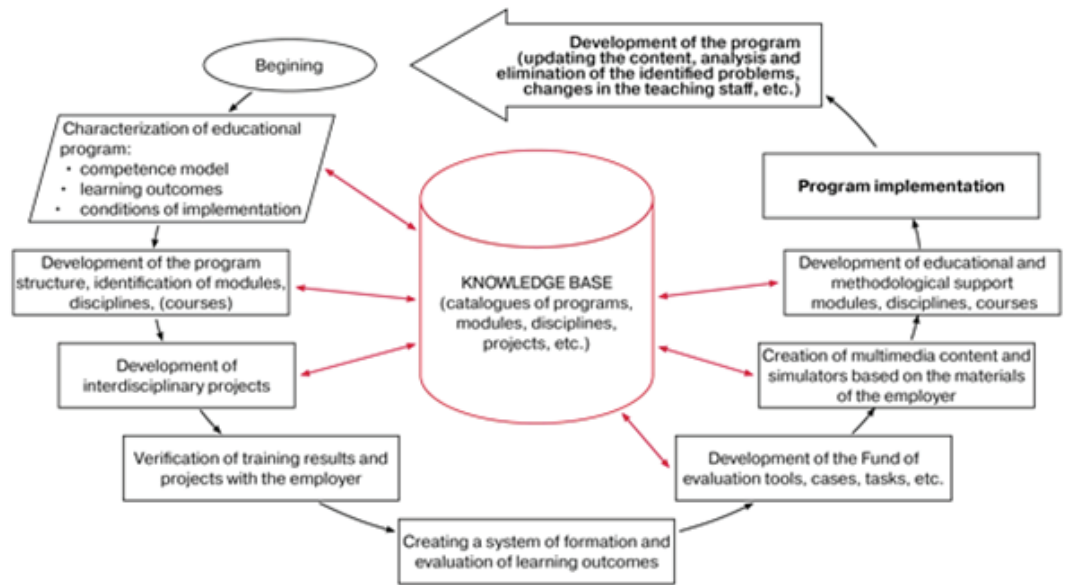 Begining
Development of the program
(updating the content, analysis and
elimination of the identified problems,
changes in the teaching staff, etc.)
Characterization of educational
program:
• competence model
• learning outcomes
• conditions of implementation
Program implementation
Development of the program
structure, identification of modules,
disciplines, (courses)
KNOWLEDGE BASE
(catalogues of programs,
modules, disciplines,
projects, etc.)
Development of educational and
methodological support
modules, disciplines, courses
Development of
interdisciplinary projects
Creation of multimedia content and
simulators based on the materials
of the employer
Verification of training results and
projects with the employer
Development of the Fund of
evaluation tools, cases, tasks, etc.
Creating a system of formation and
evaluation of learning outcomes